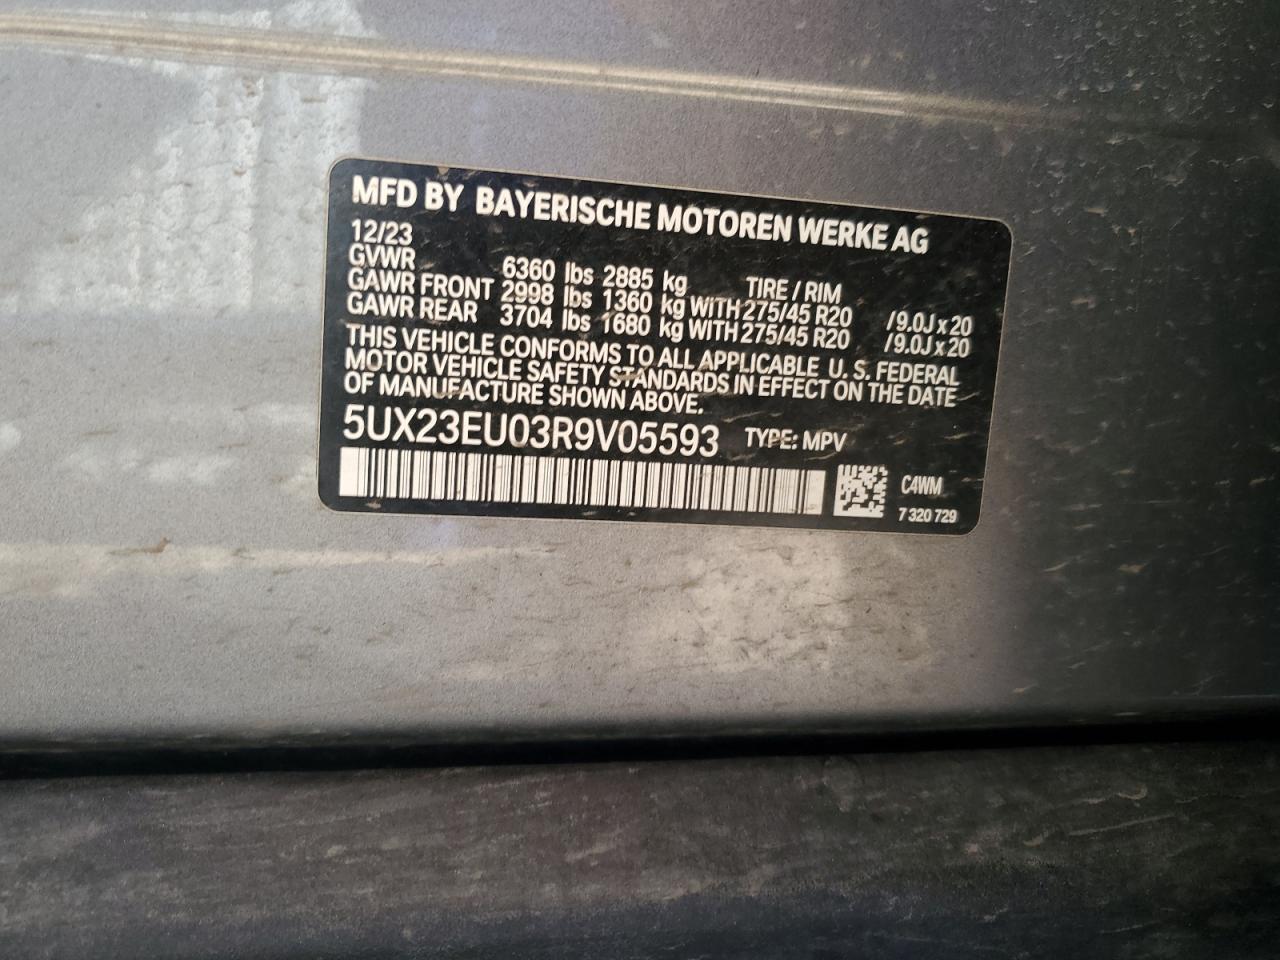 MFD BY BAYERISCHE MOTOREN WERKE AG
12/23
GVWR 6360 lbs 2885 kg TIRE / RIM
GAWR FRONT 2998 lbs 1360 kg WITH 275/45 R20 /9.0J x 20
GAWR REAR 3704 lbs 1680 kg WITH 275/45 R20 /9.0J x 20
THIS VEHICLE CONFORMS TO ALL APPLICABLE U. S. FEDERAL
MOTOR VEHICLE SAFETY STANDARDS IN EFFECT ON THE DATE
OF MANUFACTURE SHOWN ABOVE.
5UX23EU03R9V05593 TYPE: MPV
C4WM
7 320 729